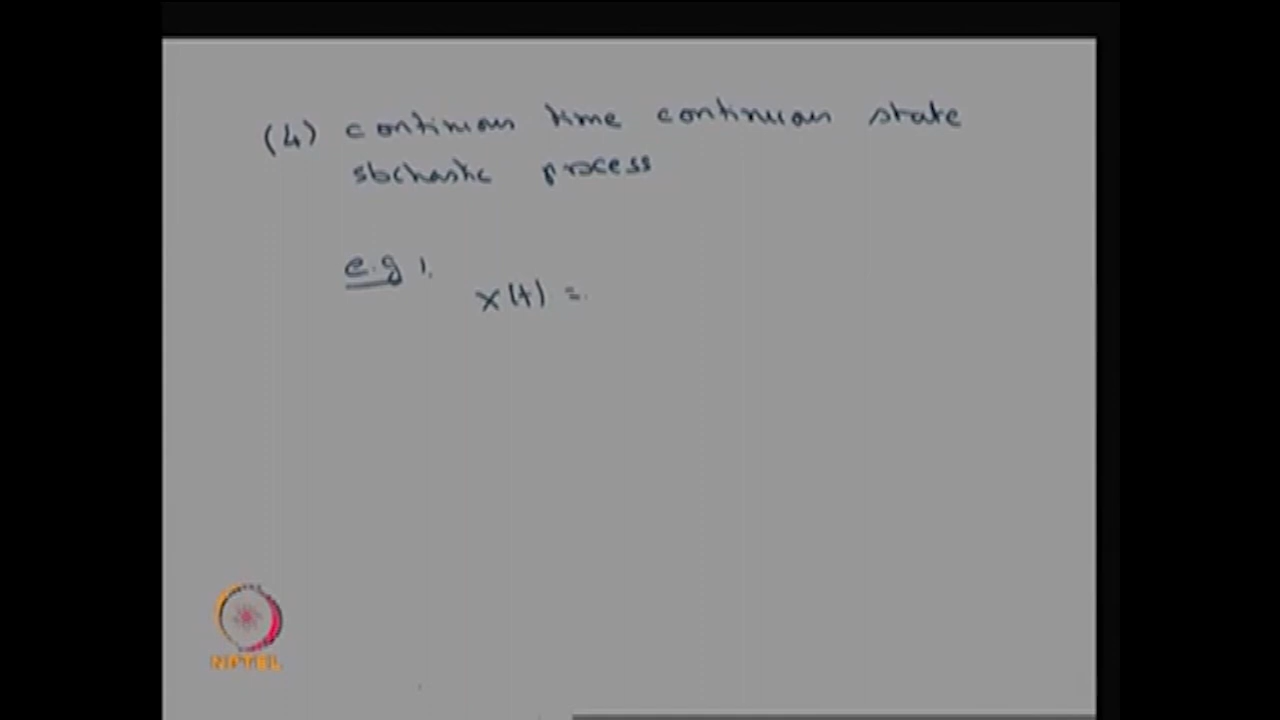 (4) continuous time continuous state
stochastic process
e.g 1.
X(t) =
NPTEL